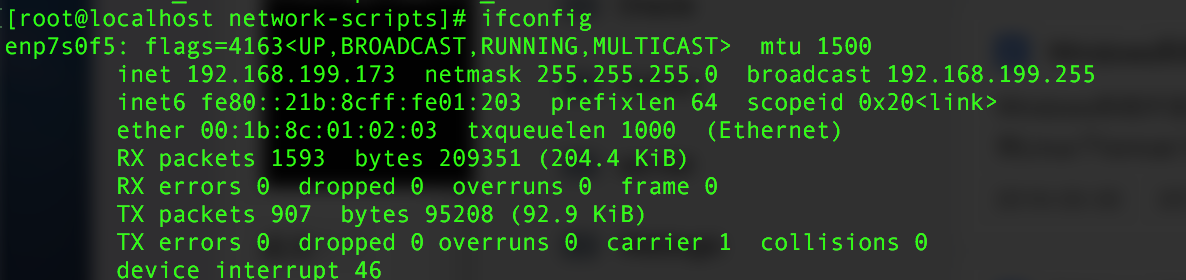 [root@localhost network-scripts]# ifconfig
enp7s0f5: flags=4163<UP,BROADCAST,RUNNING,MULTICAST>  mtu 1500
        inet 192.168.199.173  netmask 255.255.255.0  broadcast 192.168.199.255
        inet6 fe80::21b:8cff:fe01:203  prefixlen 64  scopeid 0x20<link>
        ether 00:1b:8c:01:02:03  txqueuelen 1000  (Ethernet)
        RX packets 1593  bytes 209351 (204.4 KiB)
        RX errors 0  dropped 0  overruns 0  frame 0
        TX packets 907  bytes 95208 (92.9 KiB)
        TX errors 0  dropped 0 overruns 0  carrier 1  collisions 0
        device interrupt 46